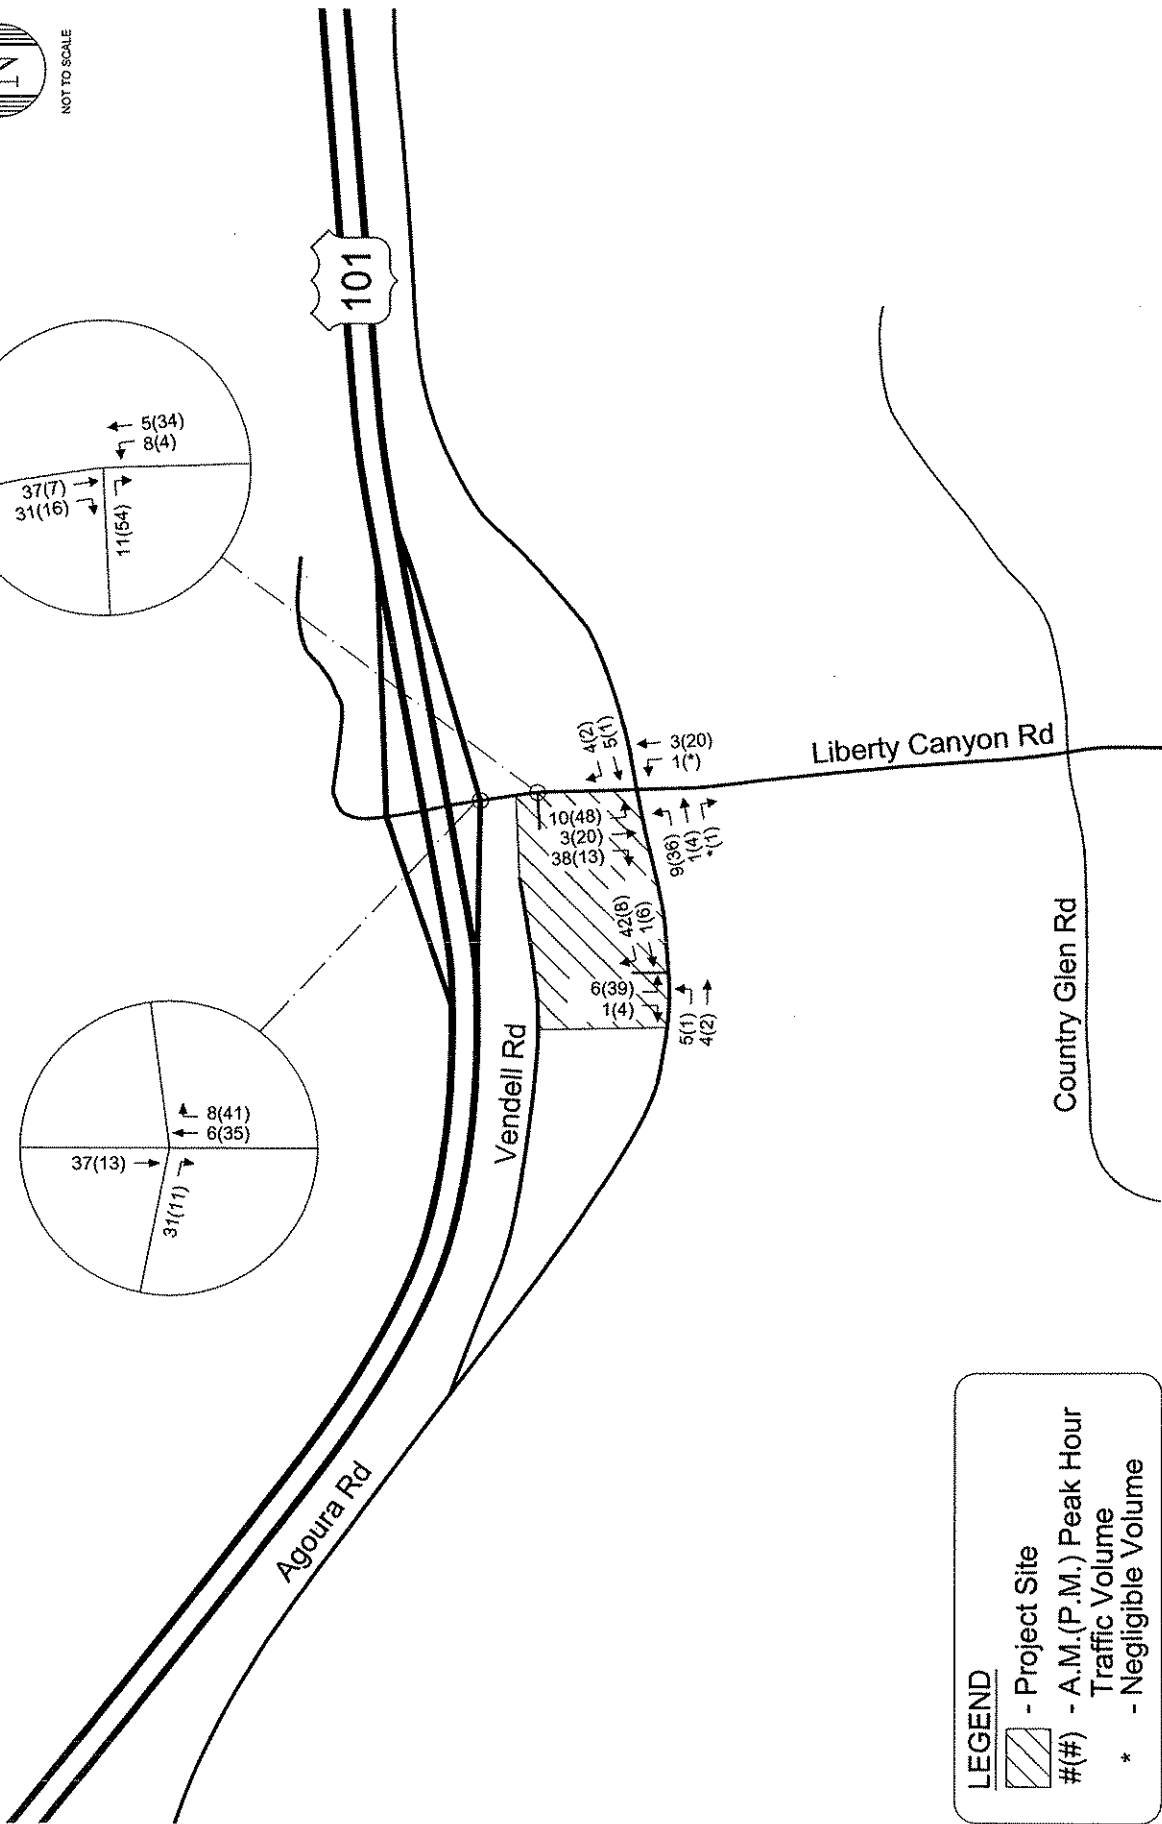 N
NOT TO SCALE
5(34)
8(4)
37(7)
31(16)
11(54)
101
8(41)
6(35)
37(13)
31(11)
4(2)
5(1)
3(20)
1(*)
10(48)
3(20)
38(13)
9(36)
1(4)
*(1)
42(8)
1(6)
6(39)
1(4)
5(1)
4(2)
Liberty Canyon Rd
Vendell Rd
Country Glen Rd
Agoura Rd
LEGEND
- Project Site
#(#) - A.M.(P.M.) Peak Hour
Traffic Volume
* - Negligible Volume